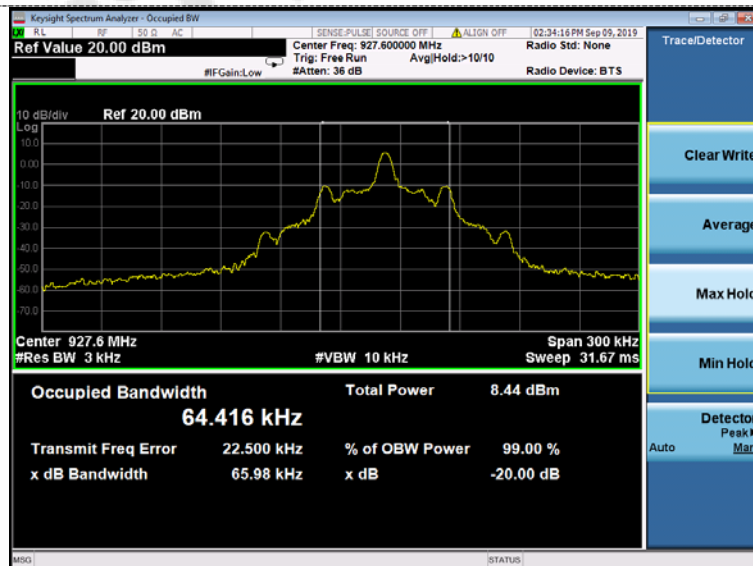 Keysight Spectrum Analyzer - Occupied BW
RL RF 50 Ω AC SENSE:PULSE SOURCE OFF ALIGN OFF 02:34:16 PM Sep 09, 2019
Ref Value 20.00 dBm Center Freq: 927.600000 MHz Radio Std: None Trace/Detector
Trig: Free Run Avg|Hold:>10/10
#IFGain:Low #Atten: 36 dB Radio Device: BTS
10 dB/div Ref 20.00 dBm
Log
10.0
0.00
-10.0
-20.0
-30.0
-40.0
-50.0
-60.0
-70.0
Center 927.6 MHz Span 300 kHz
#Res BW 3 kHz #VBW 10 kHz Sweep 31.67 ms
Occupied Bandwidth Total Power 8.44 dBm
64.416 kHz
Transmit Freq Error 22.500 kHz % of OBW Power 99.00 %
x dB Bandwidth 65.98 kHz x dB -20.00 dB
Clear Write
Average
Max Hold
Min Hold
Detector
Peak
Auto Man
MSG STATUS